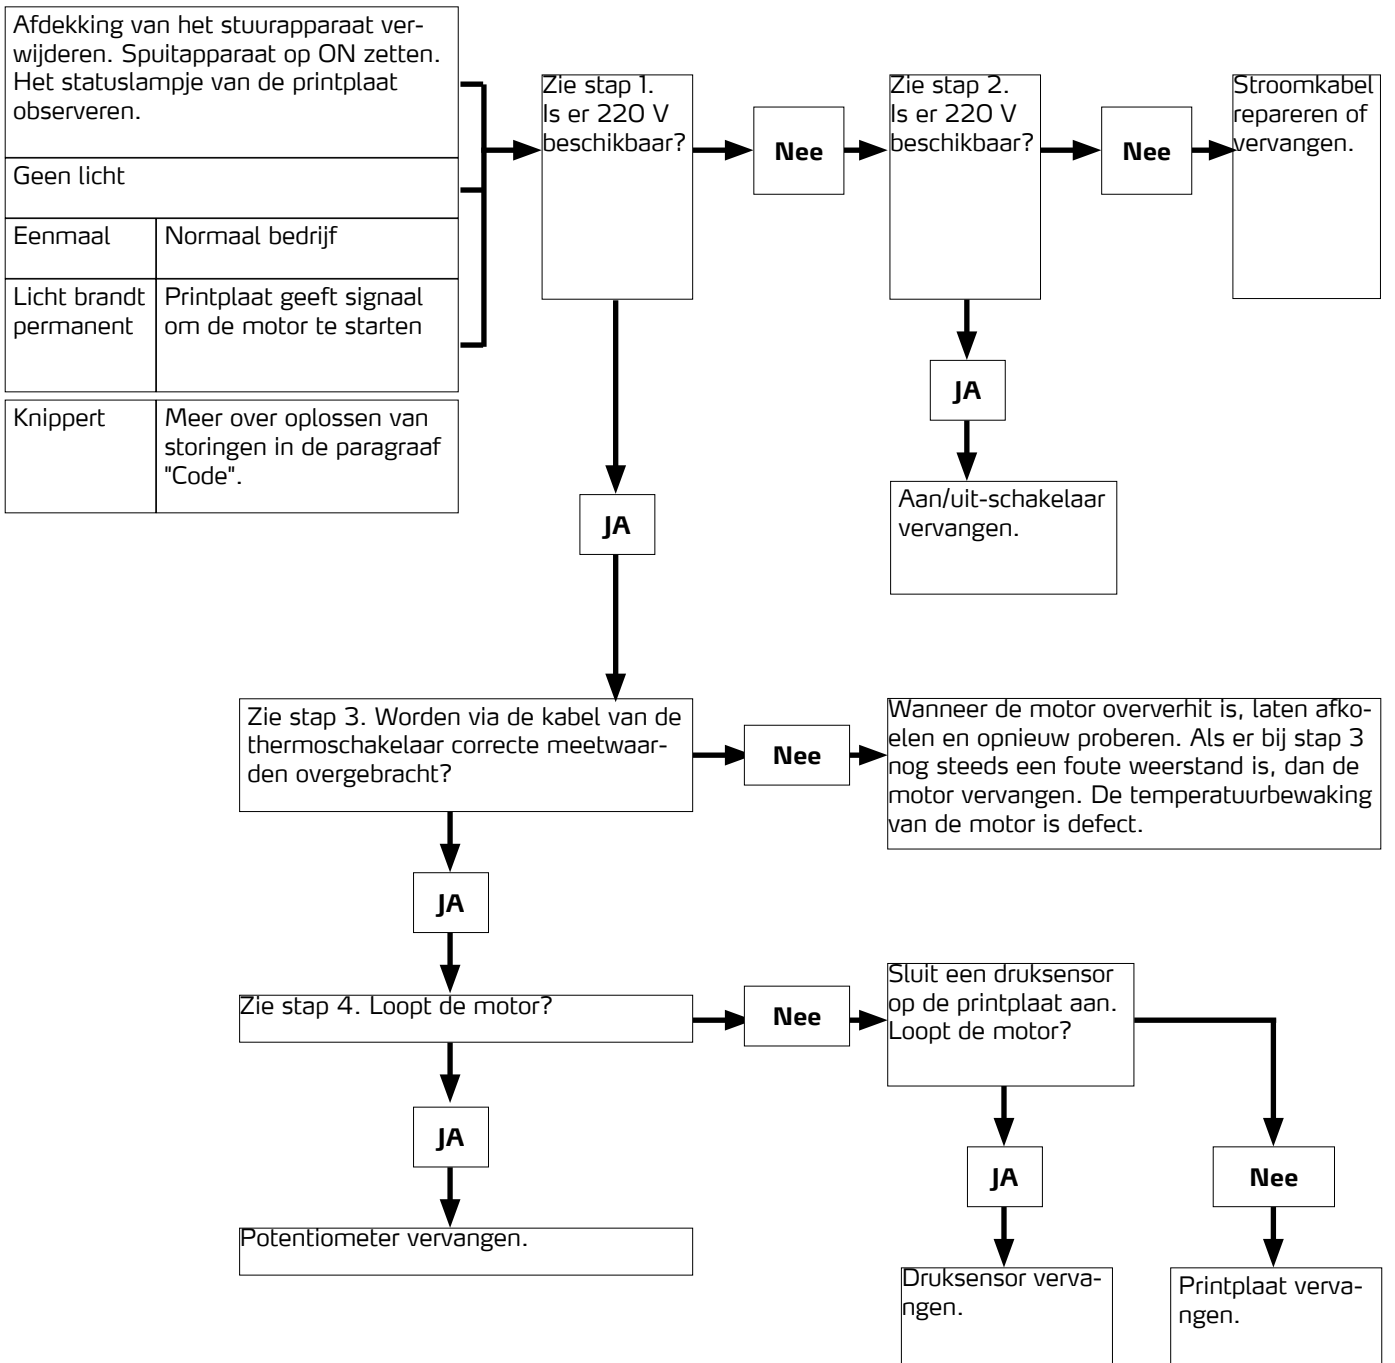 Afdekking van het stuurapparaat ver-
wijderen. Spuitapparaat op ON zetten.
Het statuslampje van de printplaat
observeren.
Geen licht
Eenmaal
Normaal bedrijf
Licht brandt
permanent
Printplaat geeft signaal
om de motor te starten
Knippert
Meer over oplossen van
storingen in de paragraaf
"Code".
Zie stap 1.
Is er 220 V
beschikbaar?
Nee
Zie stap 2.
Is er 220 V
beschikbaar?
Nee
Stroomkabel
repareren of
vervangen.
JA
Aan/uit-schakelaar
vervangen.
JA
Zie stap 3. Worden via de kabel van de
thermoschakelaar correcte meetwaar-
den overgebracht?
Nee
Wanneer de motor oververhit is, laten afko-
elen en opnieuw proberen. Als er bij stap 3
nog steeds een foute weerstand is, dan de
motor vervangen. De temperatuurbewaking
van de motor is defect.
JA
Zie stap 4. Loopt de motor?
Nee
Sluit een druksensor
op de printplaat aan.
Loopt de motor?
JA
Potentiometer vervangen.
JA
Nee
Druksensor verva-
ngen.
Printplaat verva-
ngen.